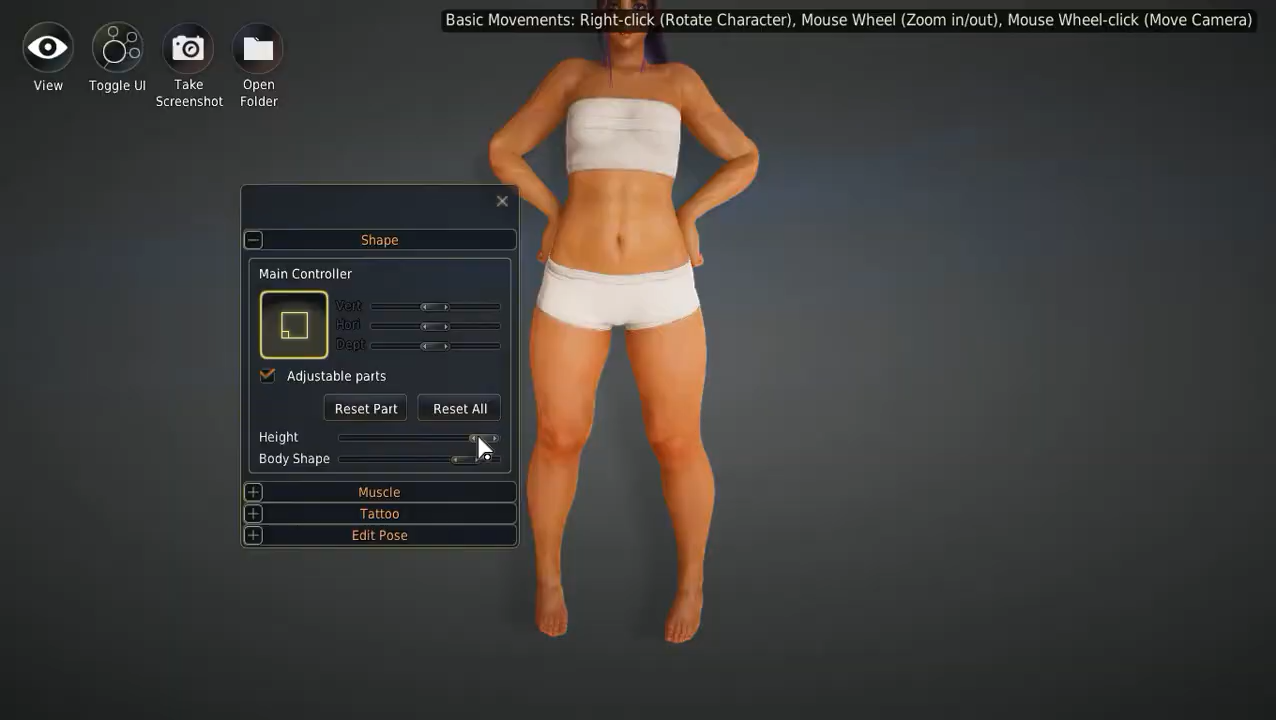 Basic Movements: Right-click (Rotate Character), Mouse Wheel (Zoom in/out), Mouse Wheel-click (Move Camera)
View
Toggle UI
Take
Screenshot
Open
Folder
Shape
Main Controller
Vert
Hori
Dept
Adjustable parts
Reset Part
Reset All
Height
Body Shape
Muscle
Tattoo
Edit Pose